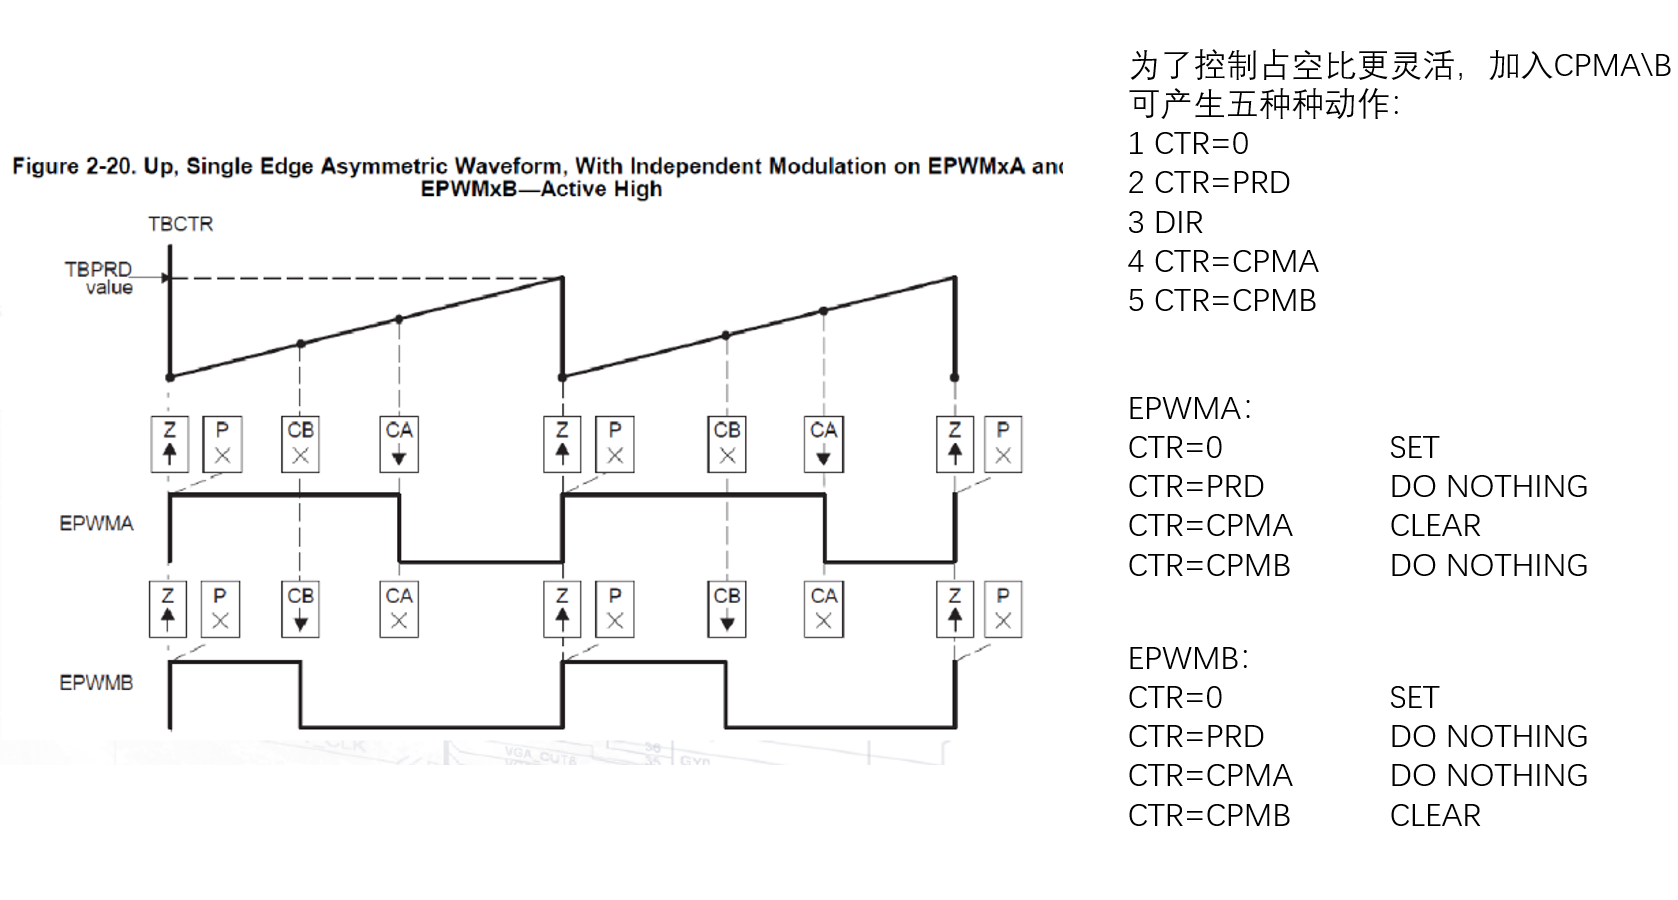 Figure 2-20. Up, Single Edge Asymmetric Waveform, With Independent Modulation on EPWMxA and
EPWMxB—Active High
TBCTR
TBPRD
value
Z P CB CA Z P CB CA Z P
X X X X X
EPWMA
Z P CB CA Z P CB CA Z P
X X X X X
EPWMB
CLK
VGA_OUTA
36
35
为了控制占空比更灵活，加入CPMA\B
可产生五种种动作：
1 CTR=0
2 CTR=PRD
3 DIR
4 CTR=CPMA
5 CTR=CPMB
EPWMA：
CTR=0 SET
CTR=PRD DO NOTHING
CTR=CPMA CLEAR
CTR=CPMB DO NOTHING
EPWMB：
CTR=0 SET
CTR=PRD DO NOTHING
CTR=CPMA DO NOTHING
CTR=CPMB CLEAR